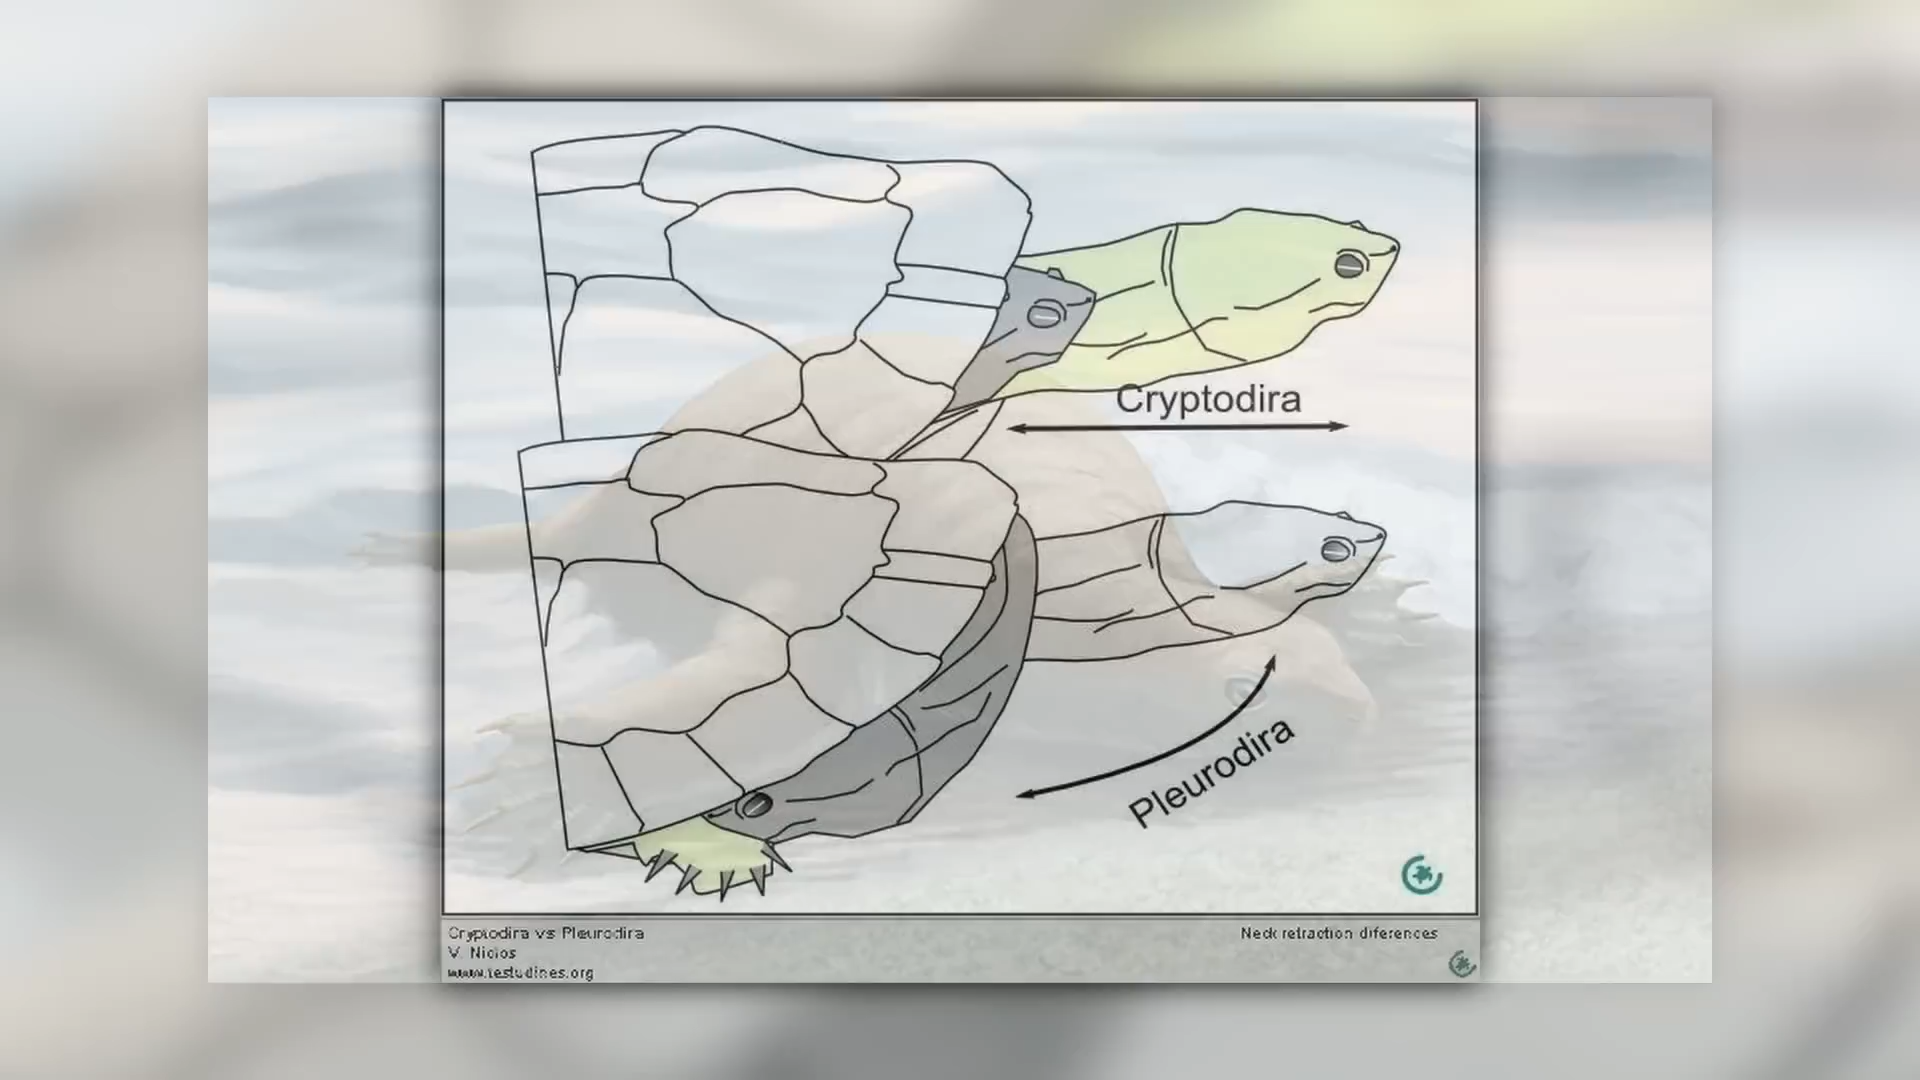 Cryptodira
Pleurodira
Cryptodira vs Pleurodira
Neck retraction diferences
V. Nicios
www.testudines.org